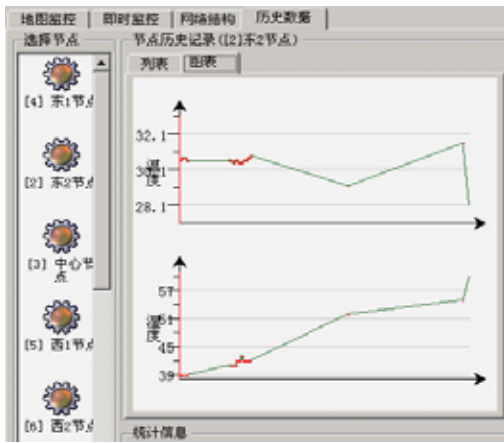 地图监控 即时监控 网络结构 历史数据
选择节点
节点历史记录([2]东2节点)
列表 图表
[4] 东1节点
[2] 东2节点
[3] 中心节
点
[5] 西1节点
[6] 西2节点
32.1
30.1
28.1
温度
57
51
45
39
湿度
统计信息